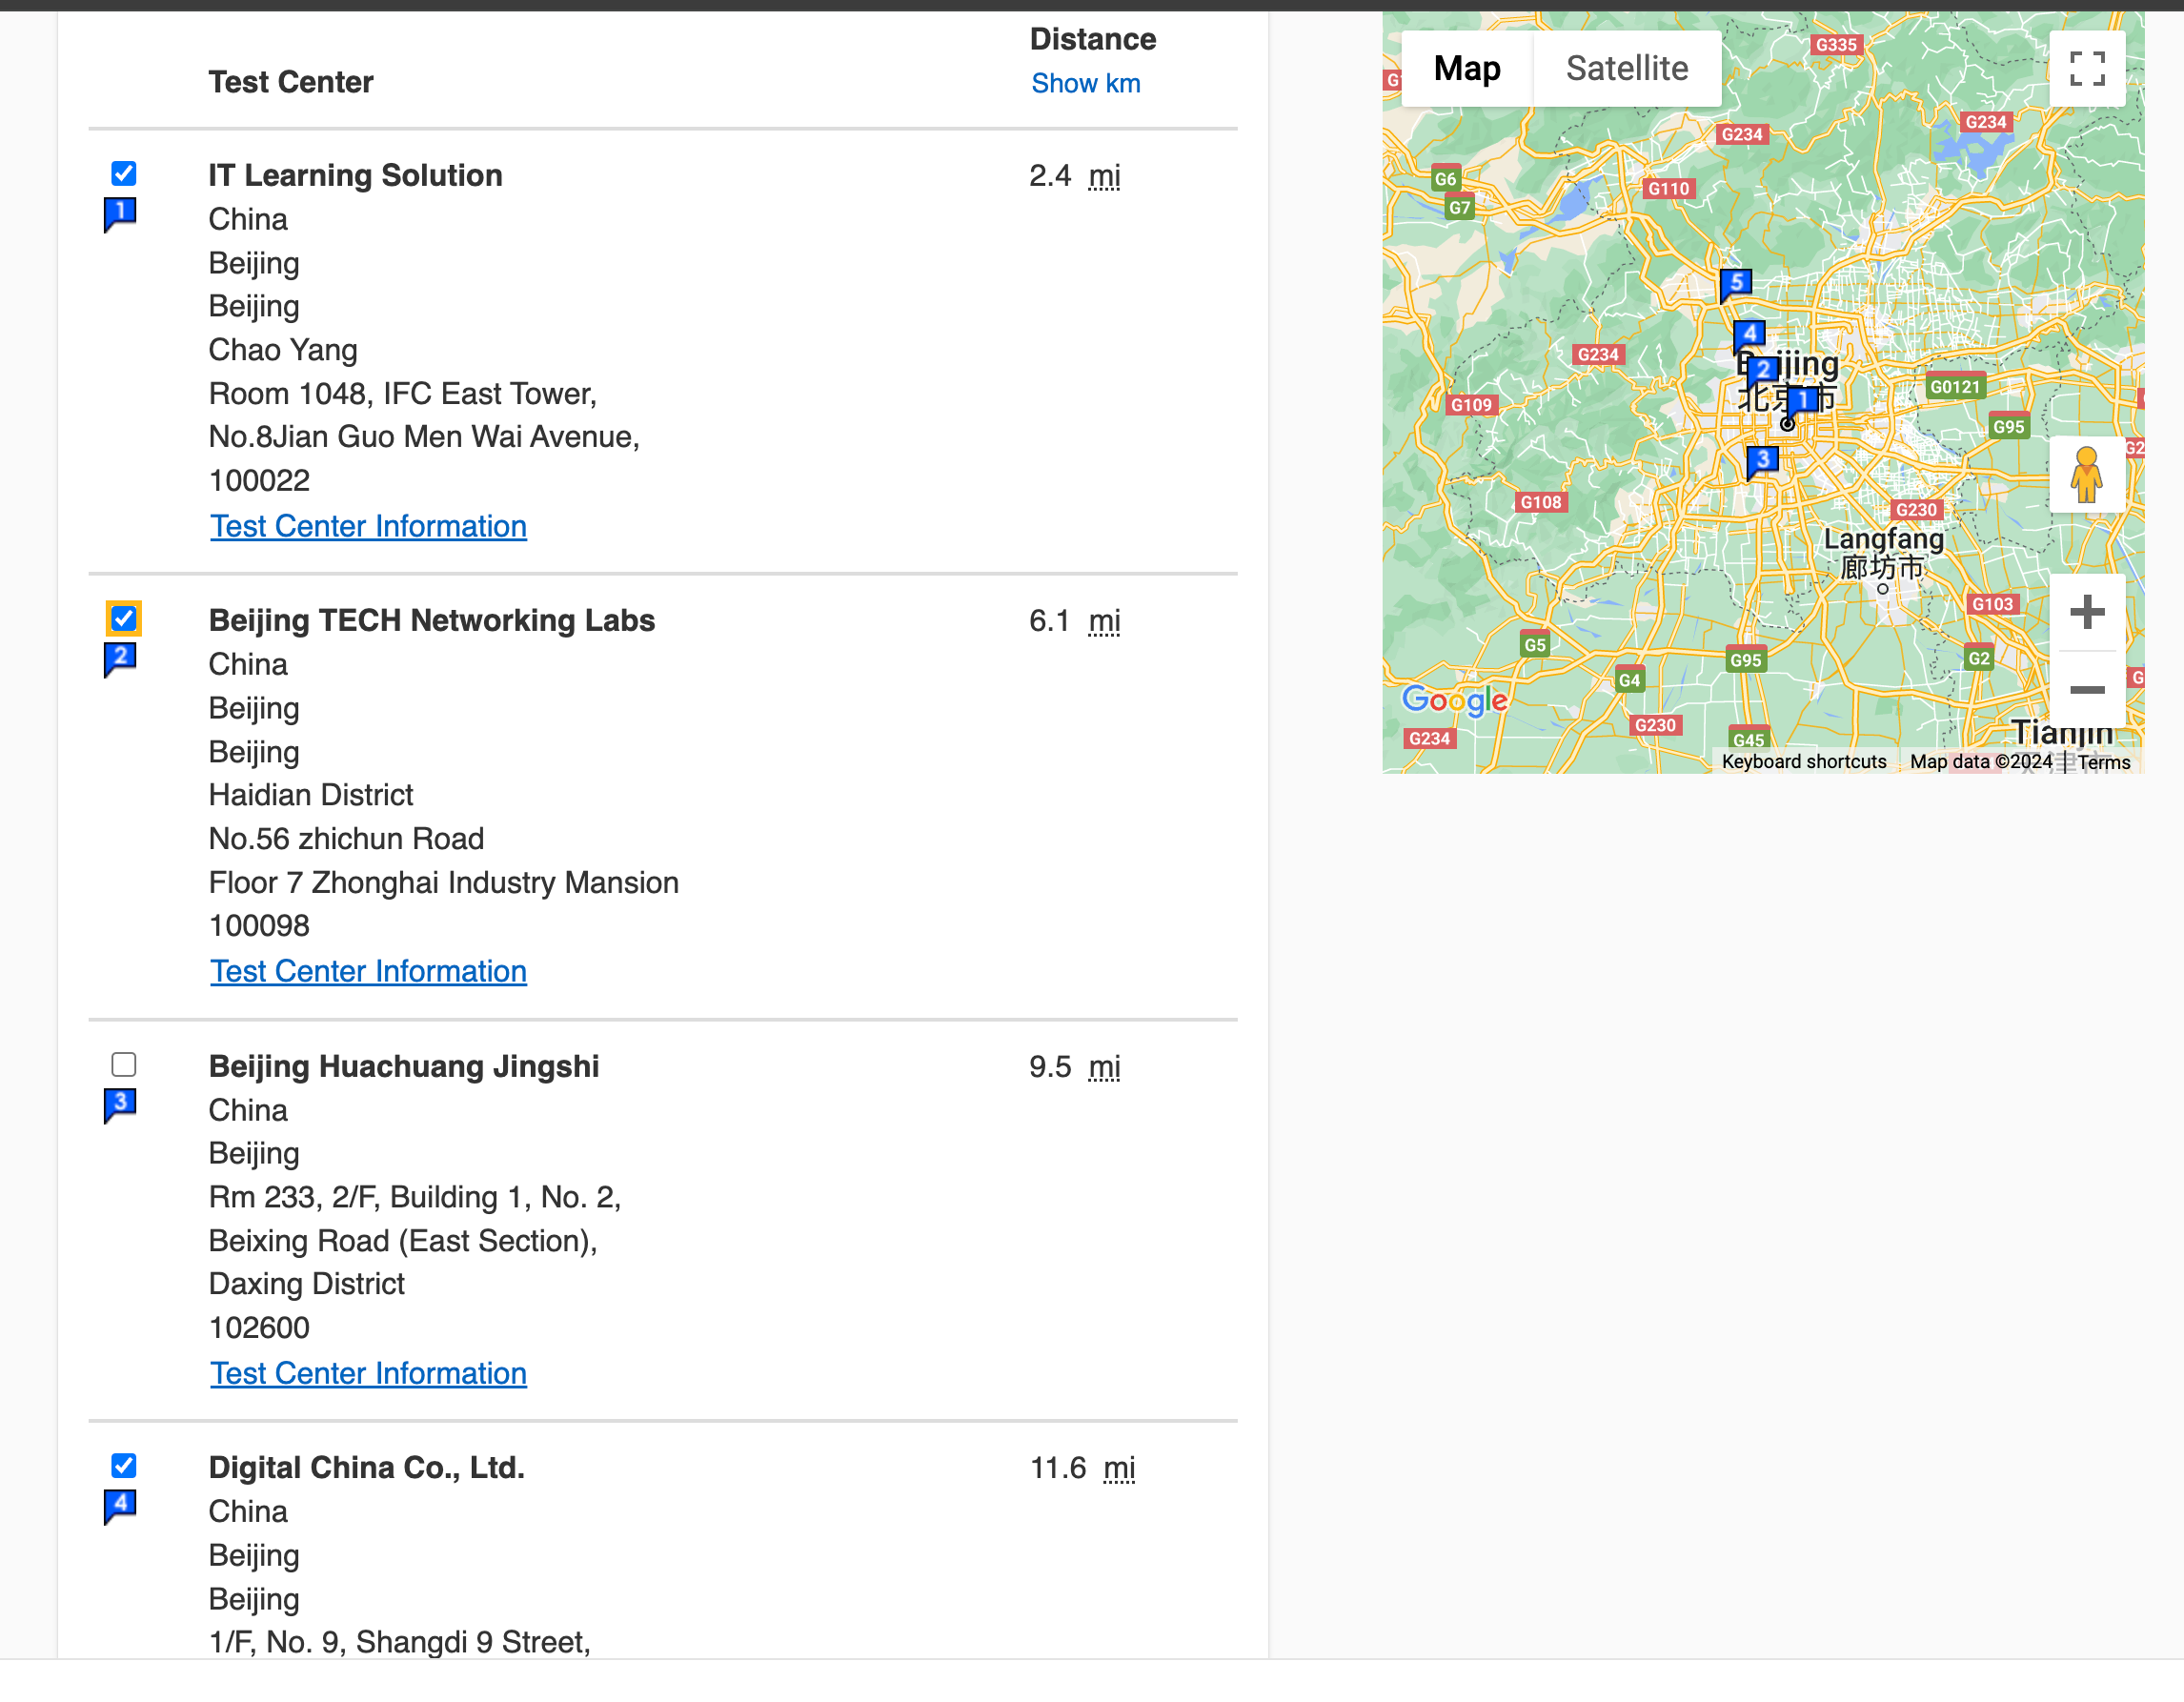 Distance
Test Center
Show km
IT Learning Solution
2.4 mi
1
China
Beijing
Beijing
Chao Yang
Room 1048, IFC East Tower,
No.8Jian Guo Men Wai Avenue,
100022
Test Center Information
Beijing TECH Networking Labs
6.1 mi
2
China
Beijing
Beijing
Haidian District
No.56 zhichun Road
Floor 7 Zhonghai Industry Mansion
100098
Test Center Information
Beijing Huachuang Jingshi
9.5 mi
3
China
Beijing
Rm 233, 2/F, Building 1, No. 2,
Beixing Road (East Section),
Daxing District
102600
Test Center Information
Digital China Co., Ltd.
11.6 mi
4
China
Beijing
Beijing
1/F, No. 9, Shangdi 9 Street,
Map
Satellite
G335
G234
G234
G110
G6
G7
5
4
G234
2
1
G109
G0121
G95
3
G108
G230
Langfang
廊坊市
G103
G5
G95
G2
G4
Google
G230
G234
G45
Tianjin
Keyboard shortcuts
Map data ©2024
Terms